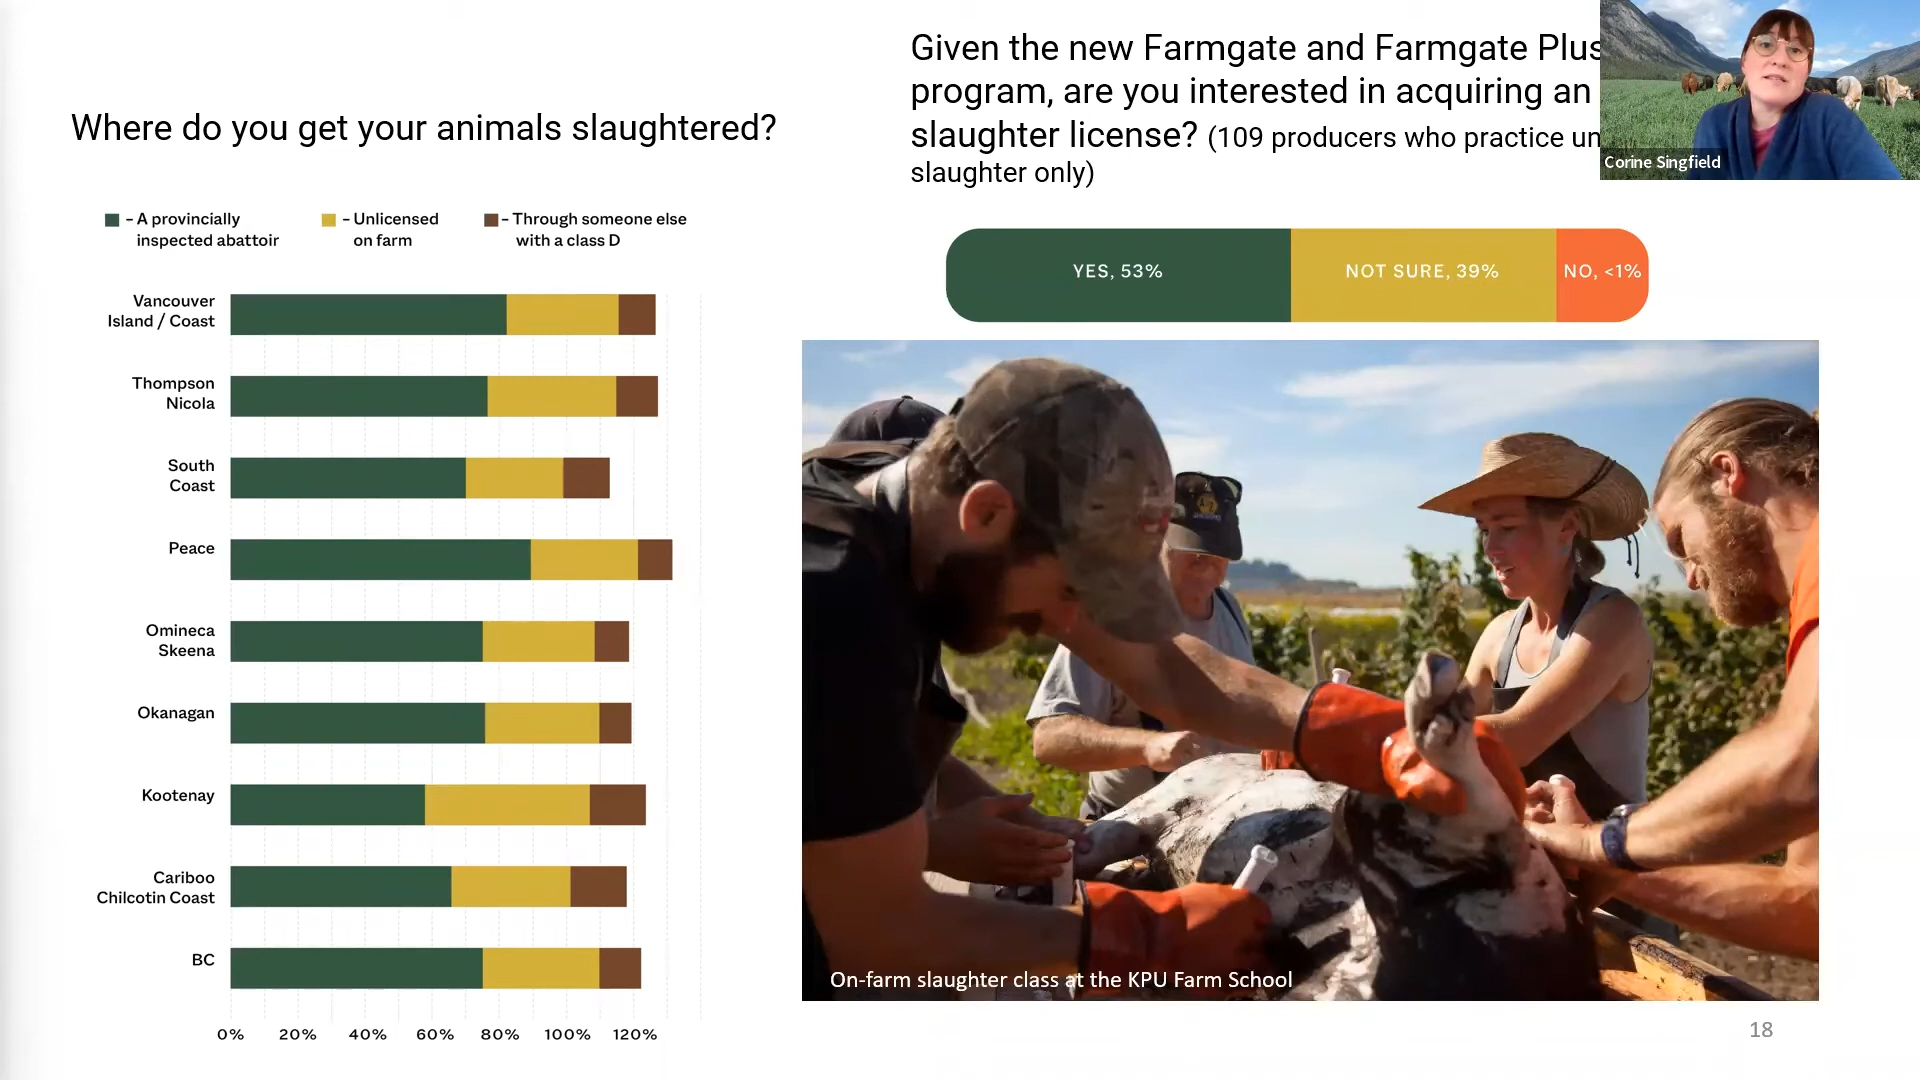 Where do you get your animals slaughtered?
– A provincially
inspected abattoir
– Unlicensed
on farm
– Through someone else
with a class D
Vancouver
Island / Coast
Thompson
Nicola
South
Coast
Peace
Omineca
Skeena
Okanagan
Kootenay
Cariboo
Chilcotin Coast
BC
0% 20% 40% 60% 80% 100% 120%
Given the new Farmgate and Farmgate Plus
program, are you interested in acquiring an
slaughter license? (109 producers who practice
slaughter only)
YES, 53% NOT SURE, 39% NO, <1%
On-farm slaughter class at the KPU Farm School
Corine Singfield
18